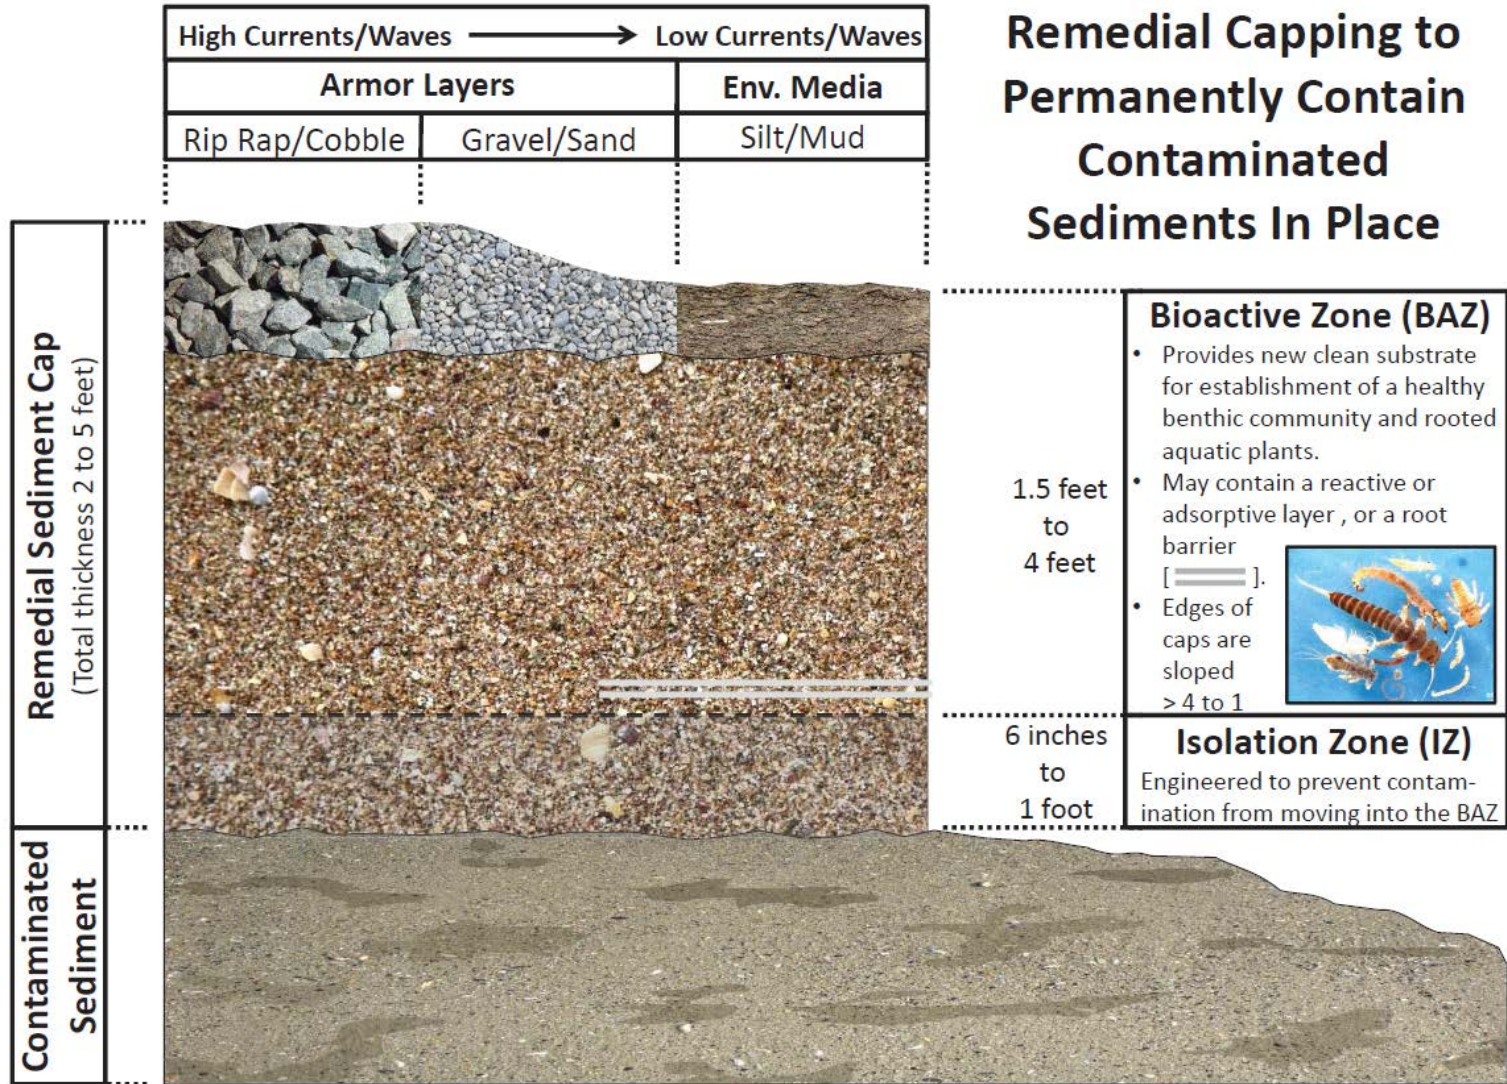 Remedial Capping to
Permanently Contain
Contaminated
Sediments In Place
High Currents/Waves
Low Currents/Waves
Armor Layers
Env. Media
Rip Rap/Cobble
Gravel/Sand
Silt/Mud
Remedial Sediment Cap
(Total thickness 2 to 5 feet)
Contaminated
Sediment
1.5 feet
to
4 feet
Bioactive Zone (BAZ)
• Provides new clean substrate
for establishment of a healthy
benthic community and rooted
aquatic plants.
• May contain a reactive or
adsorptive layer , or a root
barrier
[ ].
• Edges of
caps are
sloped
> 4 to 1
6 inches
to
1 foot
Isolation Zone (IZ)
Engineered to prevent contam-
ination from moving into the BAZ